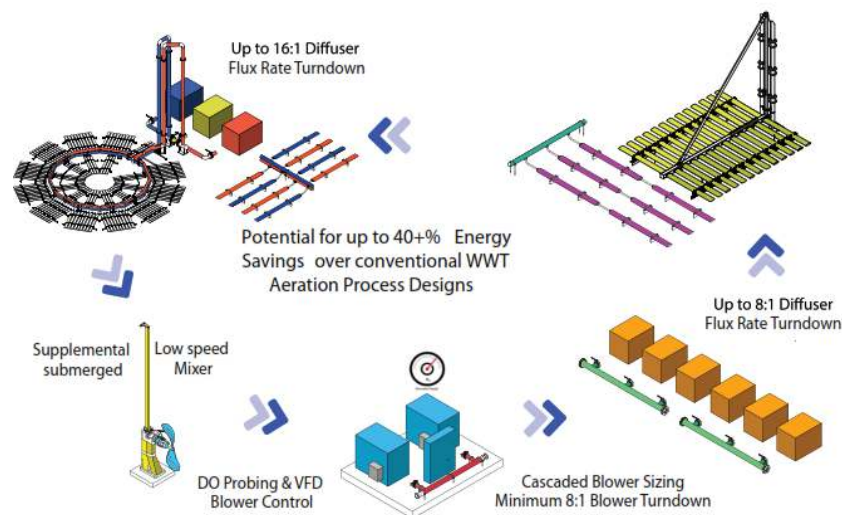 Up to 16:1 Diffuser
Flux Rate Turndown
Potential for up to 40+% Energy
Savings over conventional WWT
Aeration Process Designs
Up to 8:1 Diffuser
Flux Rate Turndown
Supplemental
submerged
Low speed
Mixer
DO Probing & VFD
Blower Control
Cascaded Blower Sizing
Minimum 8:1 Blower Turndown